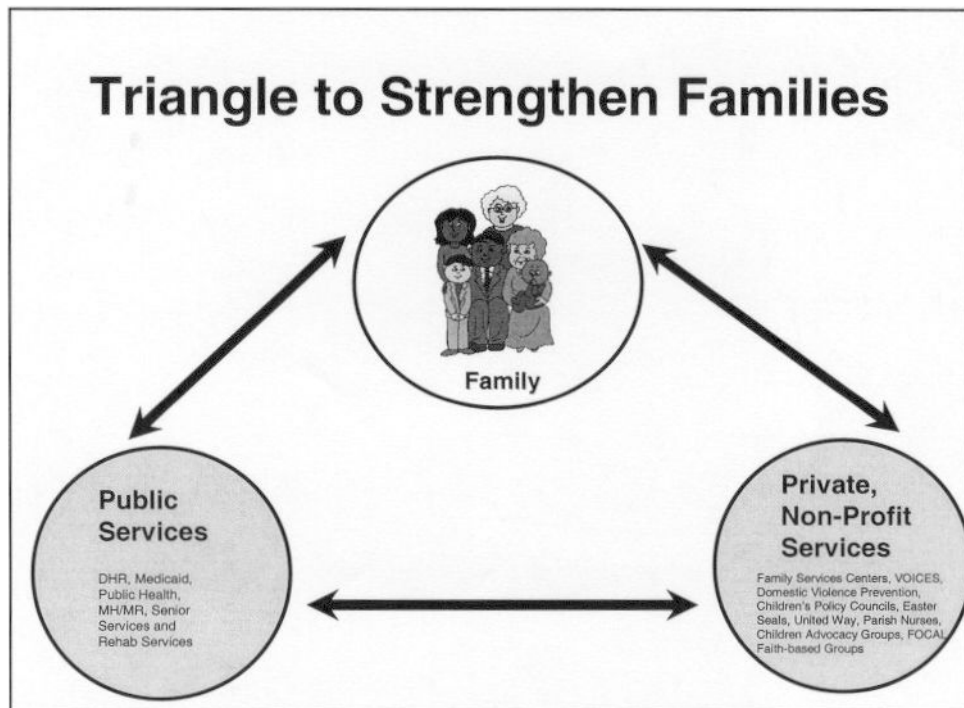 Triangle to Strengthen Families
Family
Public
Services
DHR, Medicaid,
Public Health,
MH/MR, Senior
Services and
Rehab Services
Private,
Non-Profit
Services
Family Services Centers, VOICES,
Domestic Violence Prevention,
Children's Policy Councils, Easter
Seals, United Way, Parish Nurses,
Children Advocacy Groups, FOCAL
Faith-based Groups